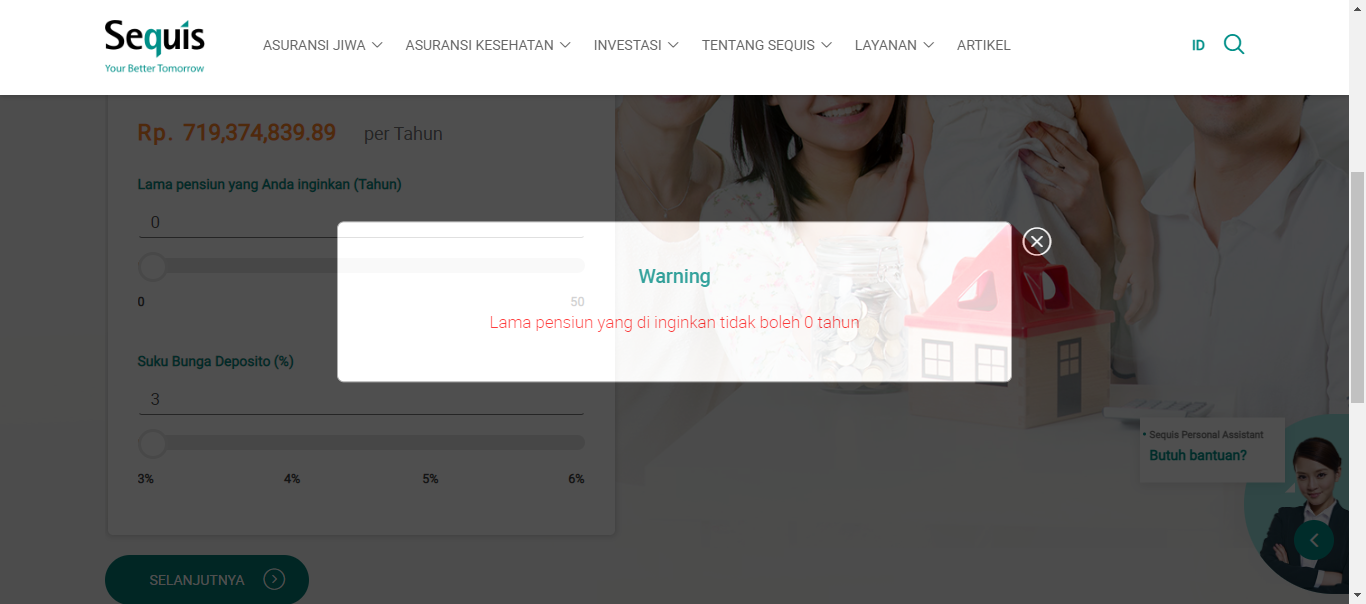 Sequis
Your Better Tomorrow
ASURANSI JIWA
ASURANSI KESEHATAN
INVESTASI
TENTANG SEQUIS
LAYANAN
ARTIKEL
ID
Rp. 719,374,839.89 per Tahun
Lama pensiun yang Anda inginkan (Tahun)
0
0 50
Warning
Lama pensiun yang di inginkan tidak boleh 0 tahun
Suku Bunga Deposito (%)
3
3% 4% 5% 6%
SELANJUTNYA
• Sequis Personal Assistant
Butuh bantuan?